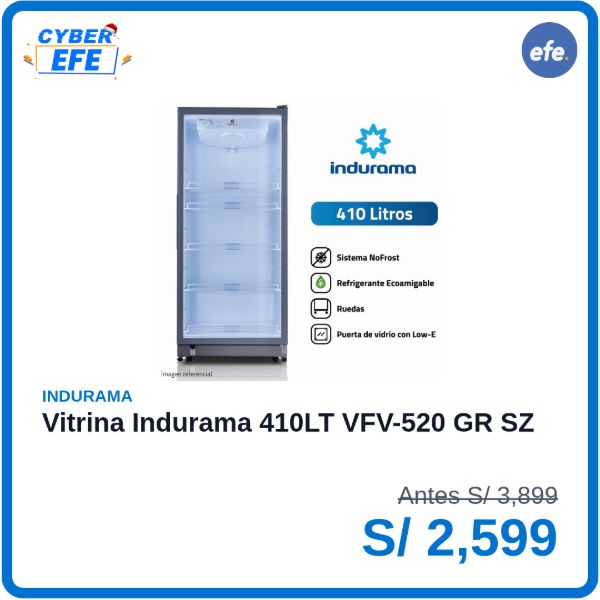 CYBER
EFE
efe.
indurama
410 Litros
Sistema NoFrost
Refrigerante Ecoamigable
Ruedas
Puerta de vidrio con Low-E
Imagen referencial.
INDURAMA
Vitrina Indurama 410LT VFV-520 GR SZ
Antes S/ 3,899
S/ 2,599